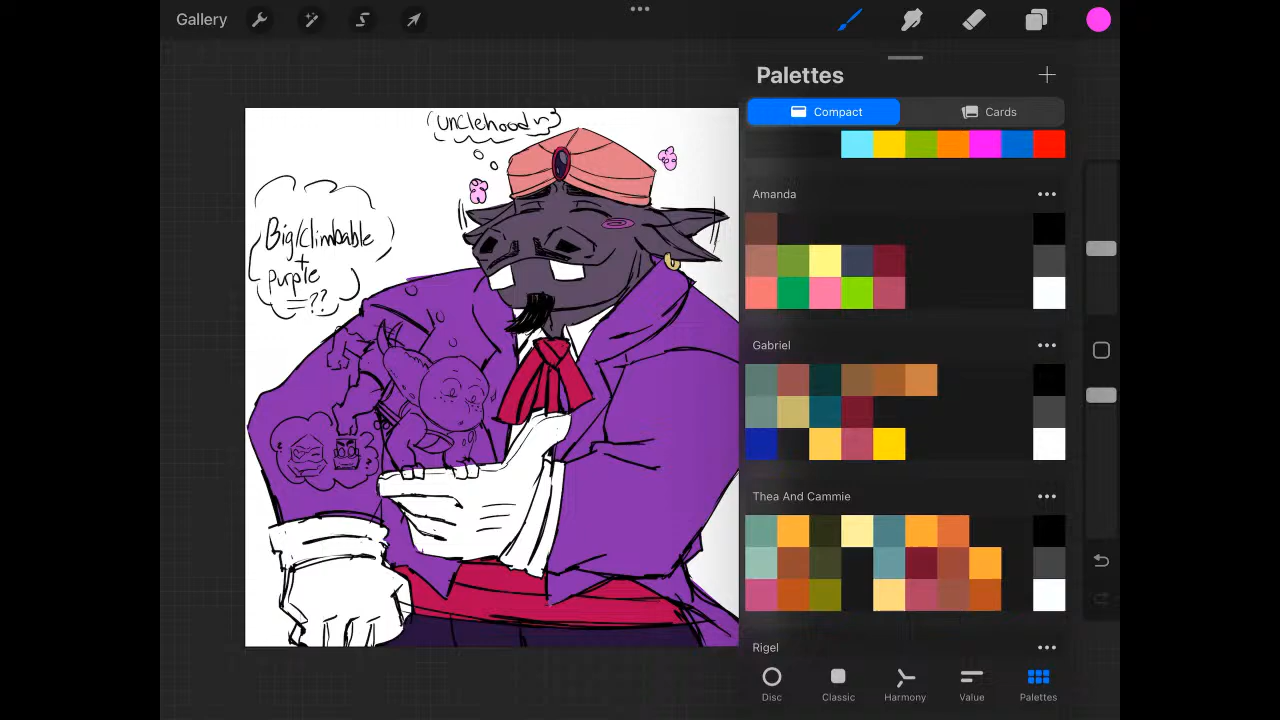 Gallery
Palettes
Compact
Cards
Unclehood
Amanda
Big/Climbable
+
Purple
=??
Gabriel
Thea And Cammie
Rigel
Disc
Classic
Harmony
Value
Palettes